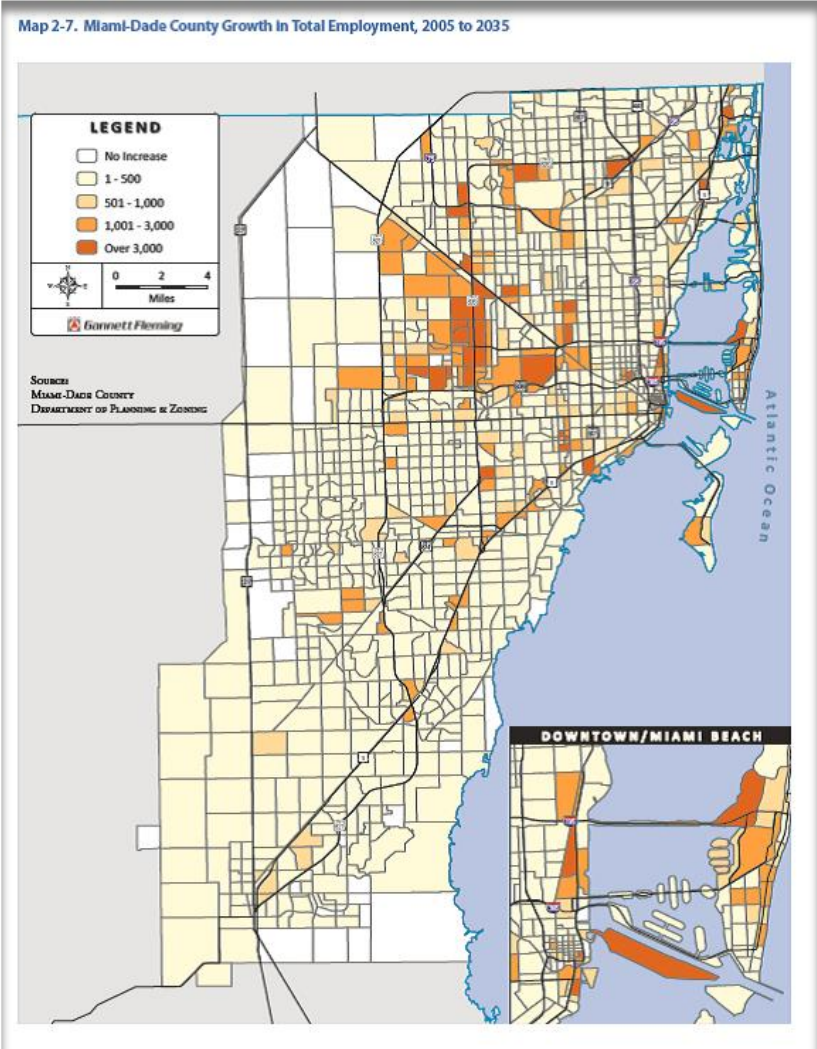 Map 2-7. Miami-Dade County Growth in Total Employment, 2005 to 2035
LEGEND
No Increase
1 - 500
501 - 1,000
1,001 - 3,000
Over 3,000
N
W
E
S
0 2 4
Miles
Gannett Fleming
SOURCE:
MIAMI-DADE COUNTY
DEPARTMENT OF PLANNING & ZONING
Atlantic Ocean
DOWNTOWN/MIAMI BEACH